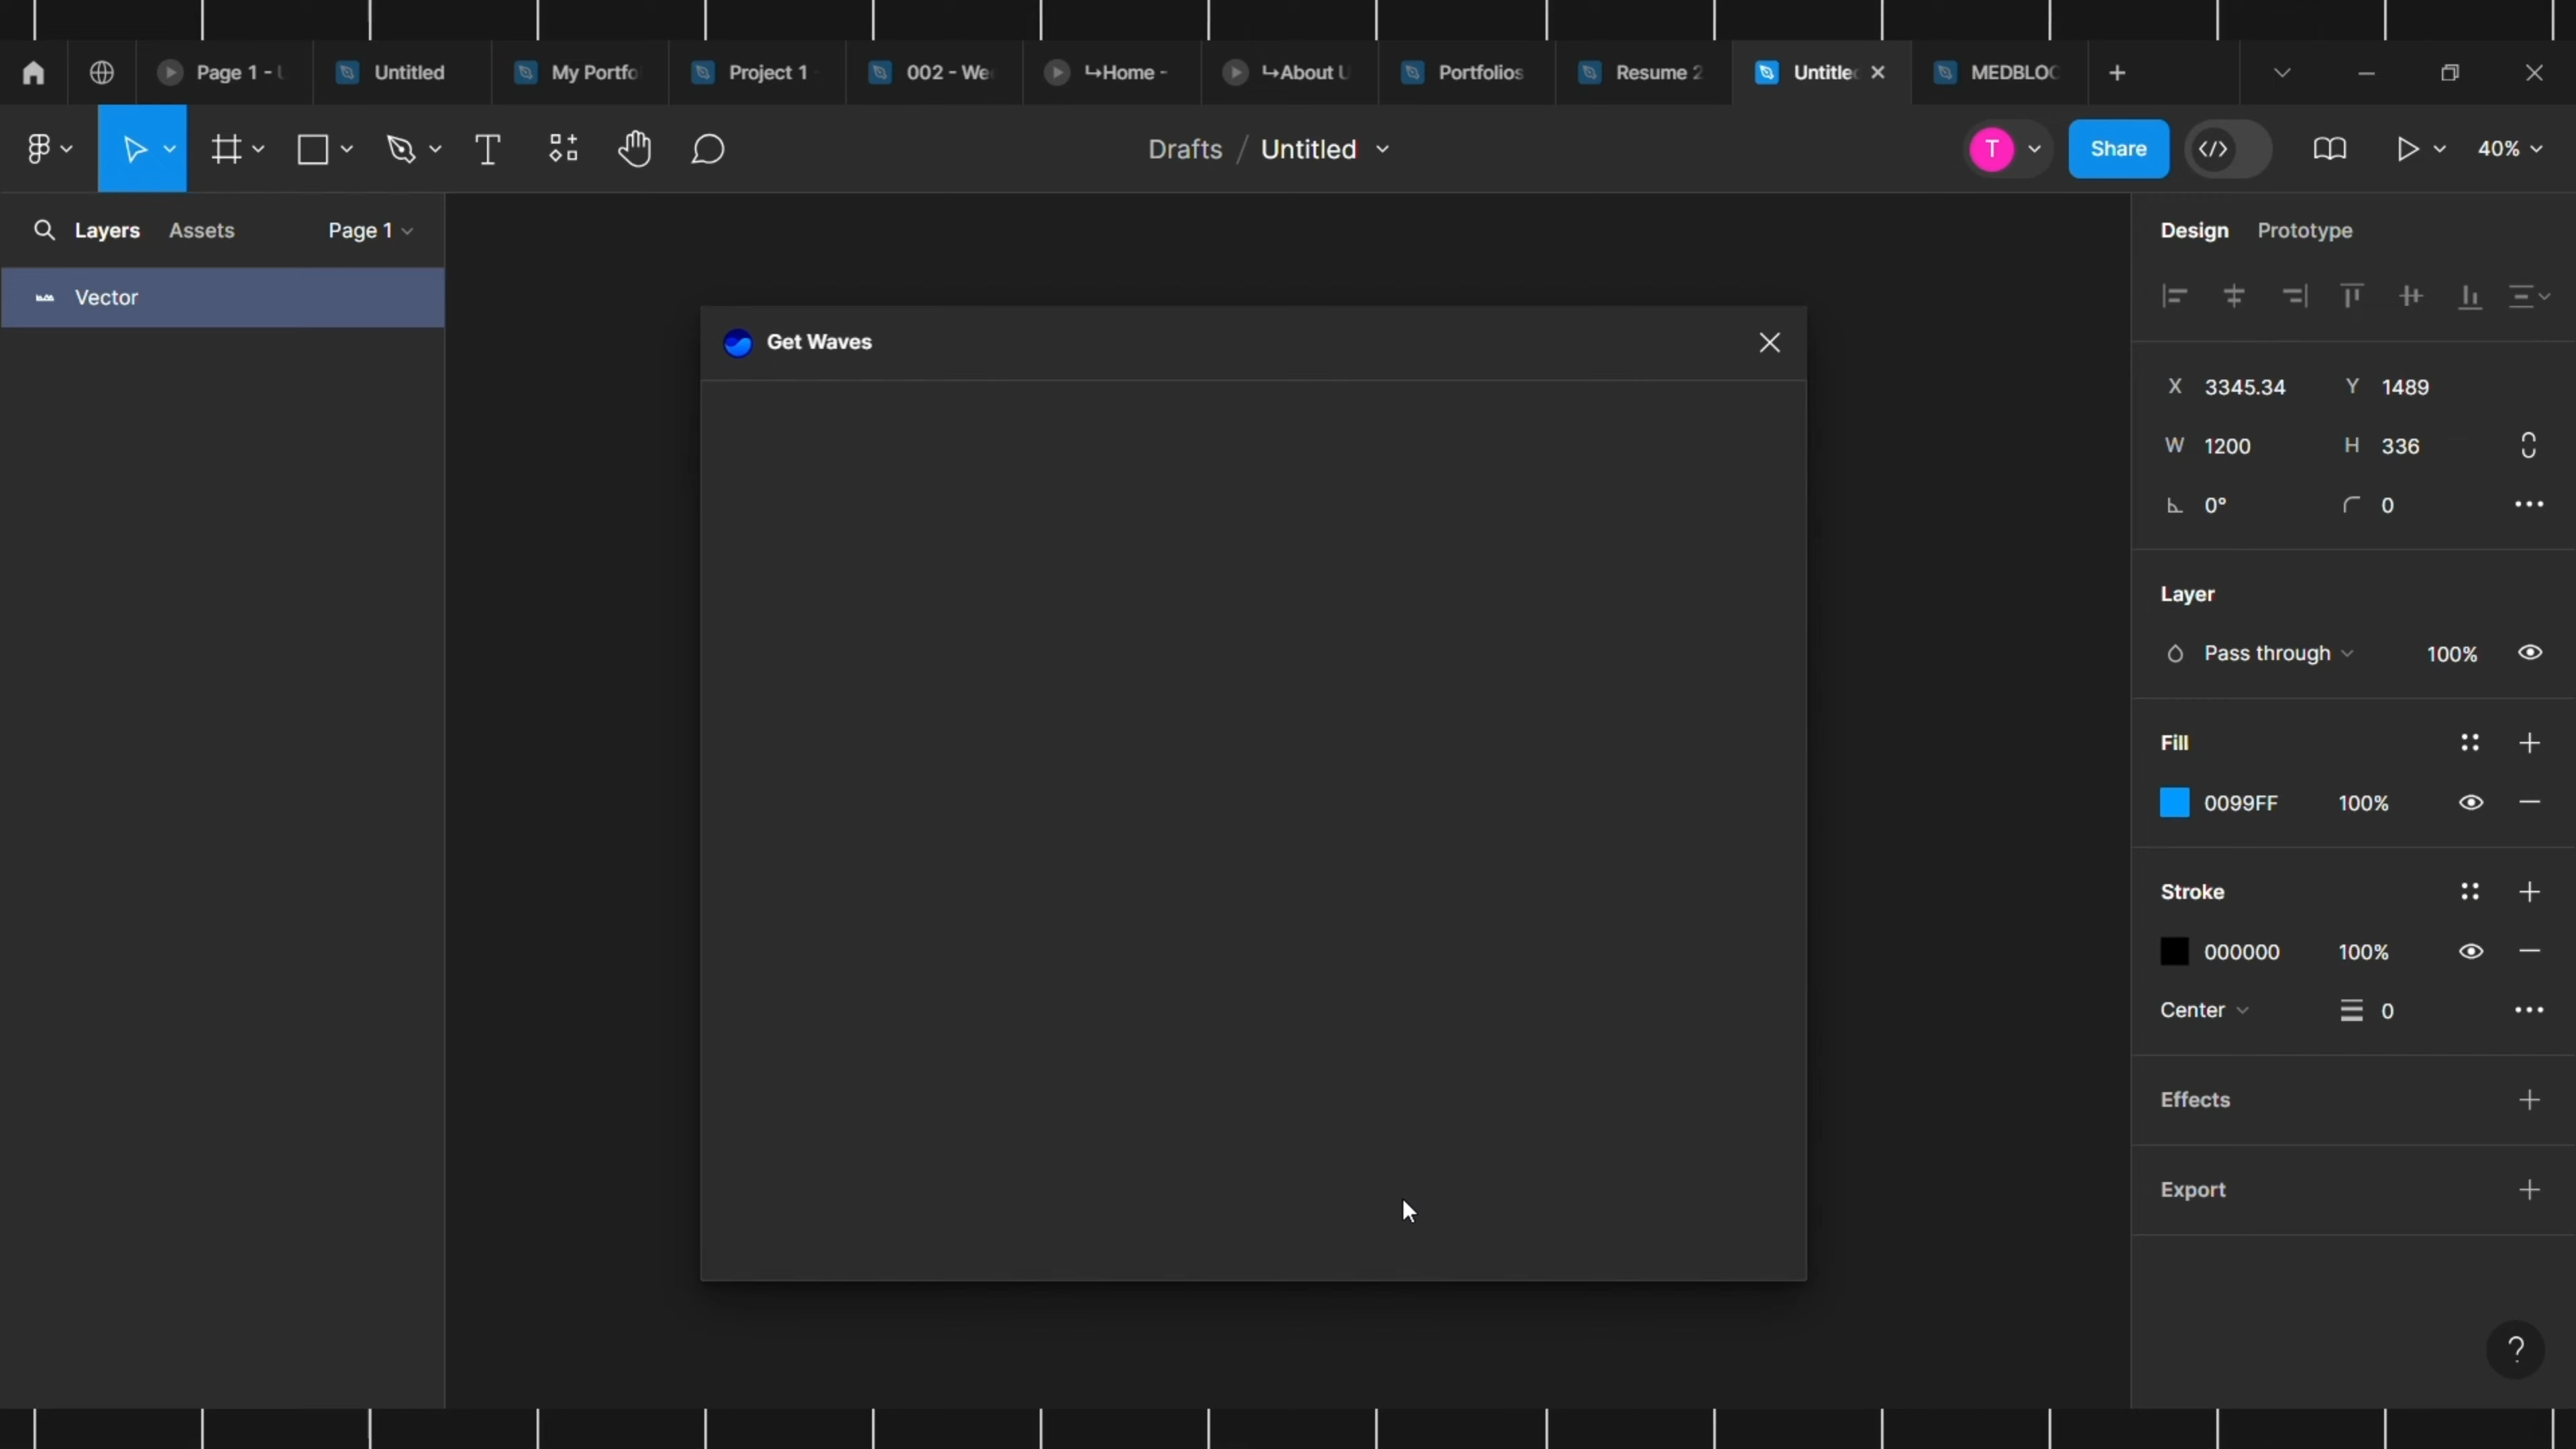 Page 1 -
Untitled
My Portfo
Project 1
002 - We
↳Home -
↳About U
Portfolios
Resume 2
Untitle
MEDBLOC
T
Drafts / Untitled
T
Share
40%
Layers
Assets
Page 1
Design
Prototype
Vector
Get Waves
X 3345.34
Y 1489
W 1200
H 336
0°
0
Layer
Pass through
100%
Fill
0099FF
100%
Stroke
000000
100%
Center
0
Effects
Export
?